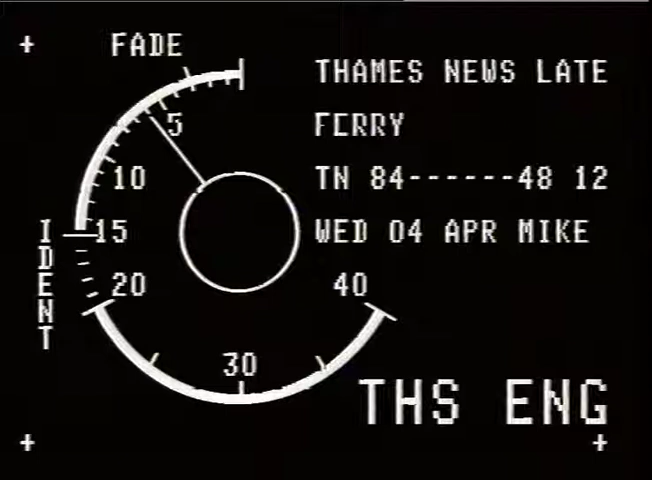 FADE
THAMES NEWS LATE
5
FERRY
10
TN 84------48 12
15
WED 04 APR MIKE
IDENT
20
40
30
THS ENG